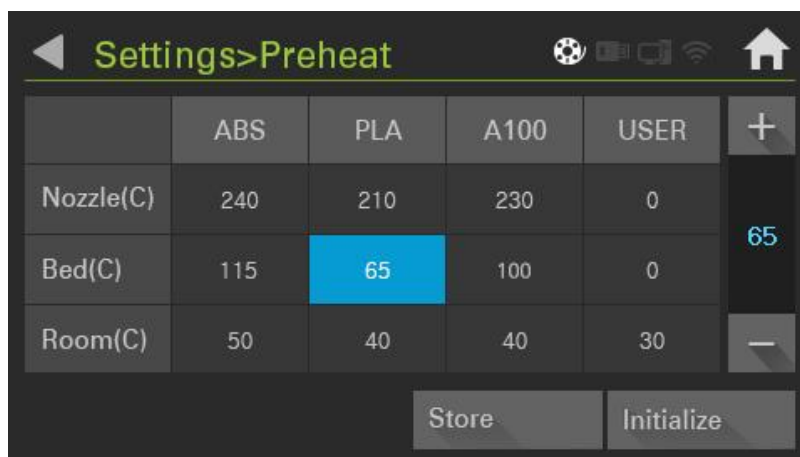 Settings>Preheat
ABS PLA A100 USER +
Nozzle(C) 240 210 230 0
65
Bed(C) 115 65 100 0
Room(C) 50 40 40 30 −
Store Initialize